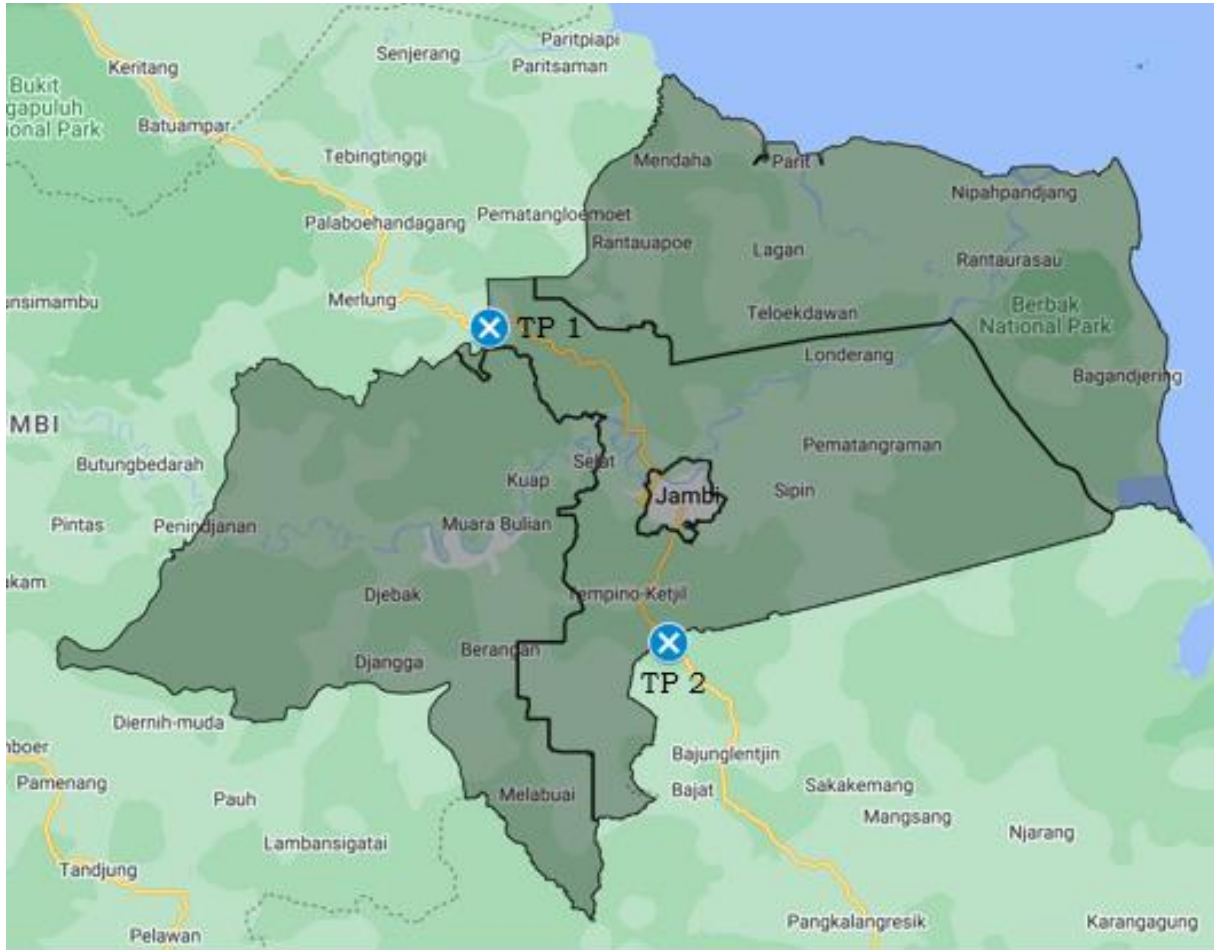 Paritpiapi
Senjerang
Paritsaman
Keritang
Bukit
gapuluh
ional Park
Batuampar
Tebingtinggi
Mendaha
Parit
Nipahpandjang
Palaboehandagang
Pematangloemoet
Rantauapoe
Lagan
Rantaurasau
unsimambu
Merlung
TP 1
Teloekdawan
Berbak
National Park
Londerang
Bagandjering
MBI
Pematangraman
Butungbedarah
Selat
Kuap
Jambi
Sipin
Pintas
Penindjanan
Muara Bulian
akam
Djebak
Tempino-Ketjil
Berangan
Djangga
TP 2
Diernih-muda
nboer
Bajunglentjin
Pamenang
Pauh
Melabuai
Bajat
Sakakemang
Mangsang
Lambansigatai
Njarang
Tandjung
Pelawan
Pangkalangresik
Karangagung